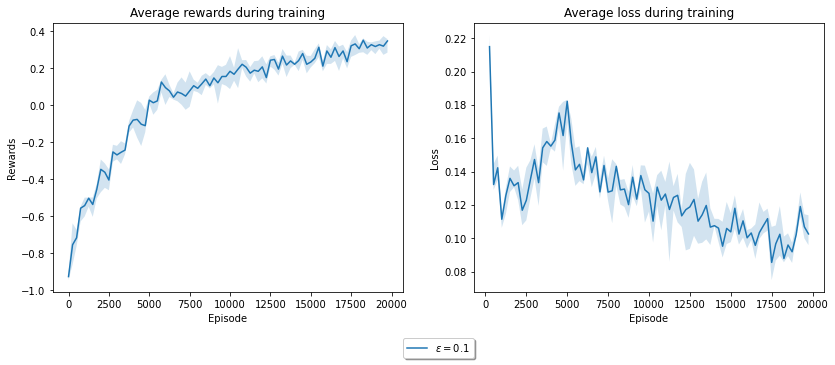 Average rewards during training
Rewards
0.4
0.2
0.0
−0.2
−0.4
−0.6
−0.8
−1.0
0 2500 5000 7500 10000 12500 15000 17500 20000
Episode
Average loss during training
Loss
0.22
0.20
0.18
0.16
0.14
0.12
0.10
0.08
0 2500 5000 7500 10000 12500 15000 17500 20000
Episode
ε = 0.1